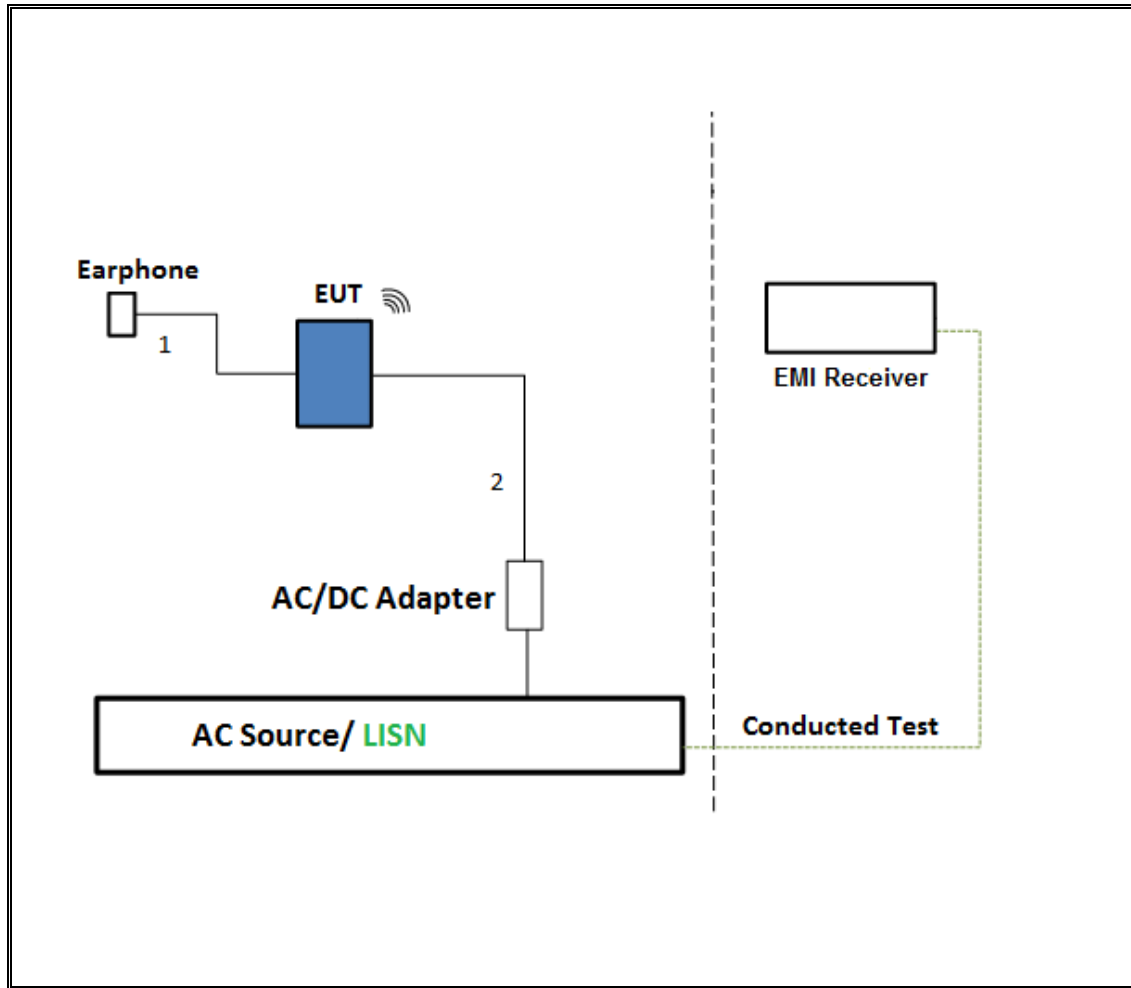 Earphone
EUT
1
EMI Receiver
2
AC/DC Adapter
AC Source/ LISN
Conducted Test